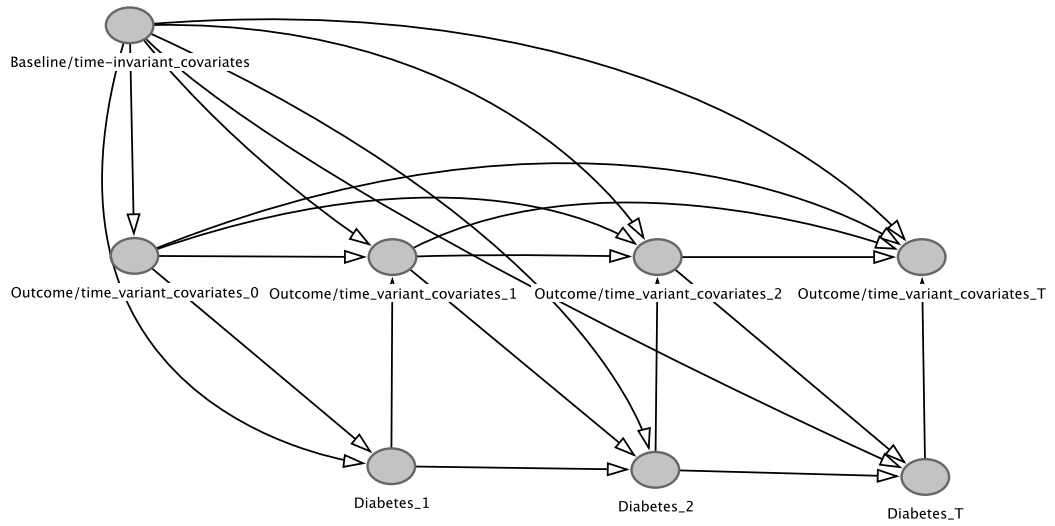 Baseline/time-invariant_covariates
Outcome/time_variant_covariates_0
Outcome/time_variant_covariates_1
Outcome/time_variant_covariates_2
Outcome/time_variant_covariates_T
Diabetes_1
Diabetes_2
Diabetes_T